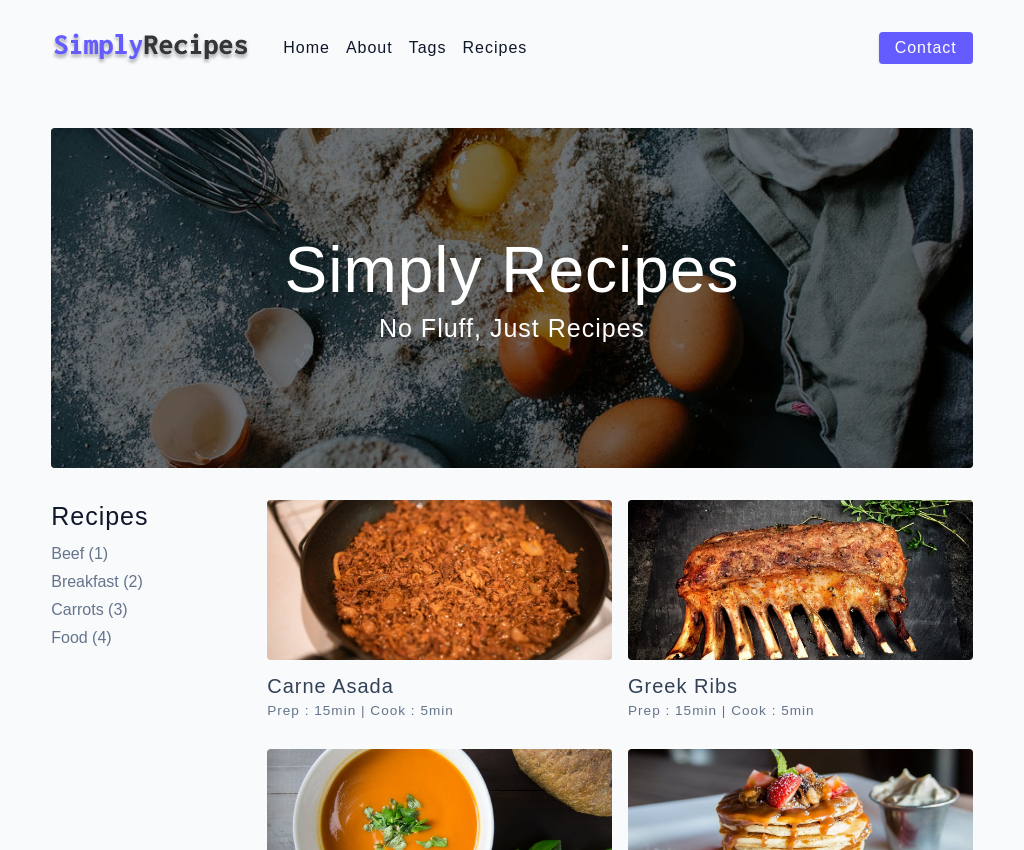 SimplyRecipes Home About Tags Recipes Contact
Simply Recipes
No Fluff, Just Recipes
Recipes
Beef (1)
Breakfast (2)
Carrots (3)
Food (4)
Carne Asada
Prep : 15min | Cook : 5min
Greek Ribs
Prep : 15min | Cook : 5min